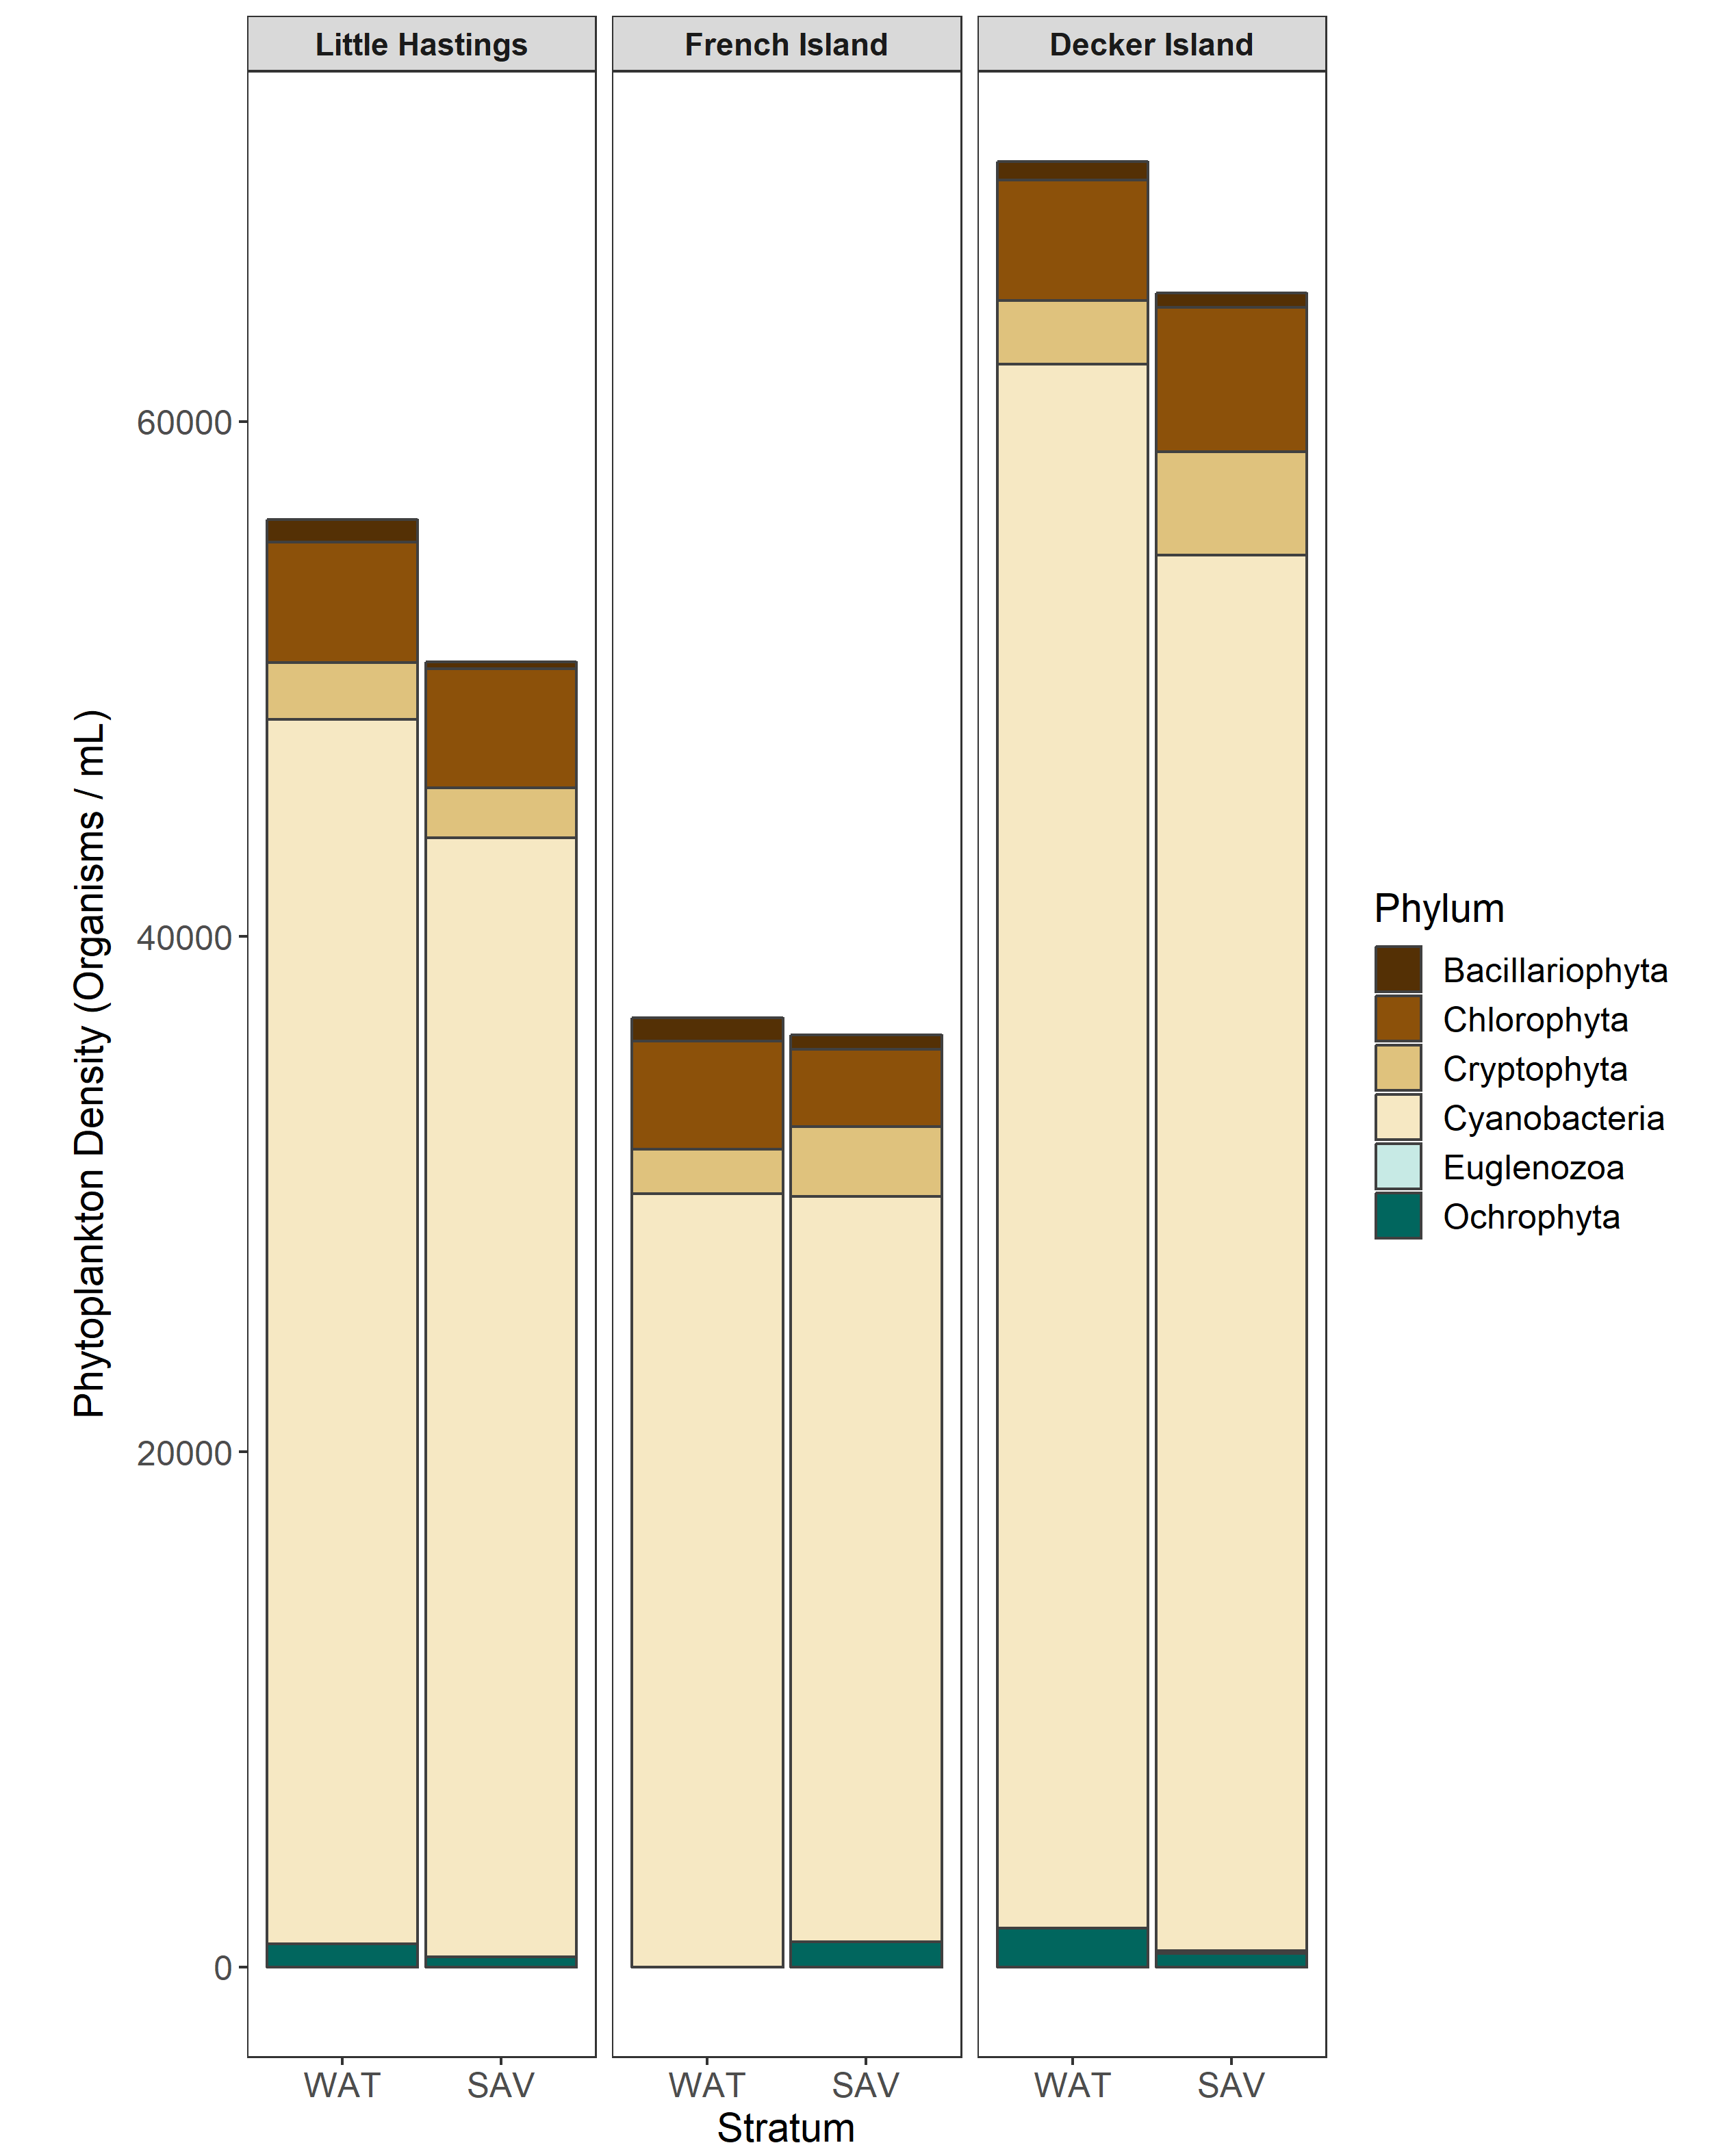 Little Hastings
French Island
Decker Island
Phytoplankton Density (Organisms / mL)
60000
40000
20000
0
WAT SAV
WAT SAV
WAT SAV
Stratum
Phylum
Bacillariophyta
Chlorophyta
Cryptophyta
Cyanobacteria
Euglenozoa
Ochrophyta